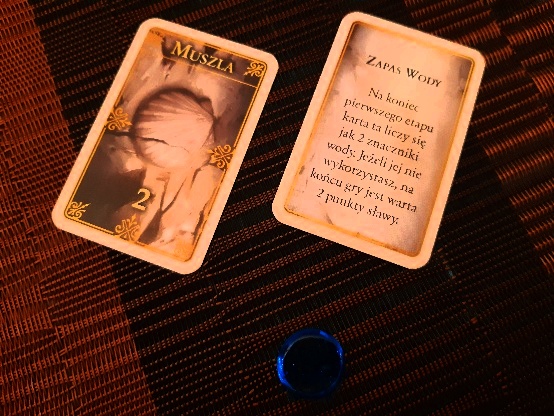 Muszla
2
Zapas Wody
Na koniec
pierwszego etapu
karta ta liczy się
jak 2 znaczniki
wody. Jeżeli jej nie
wykorzystasz, na
końcu gry jest warta
2 punkty sławy.